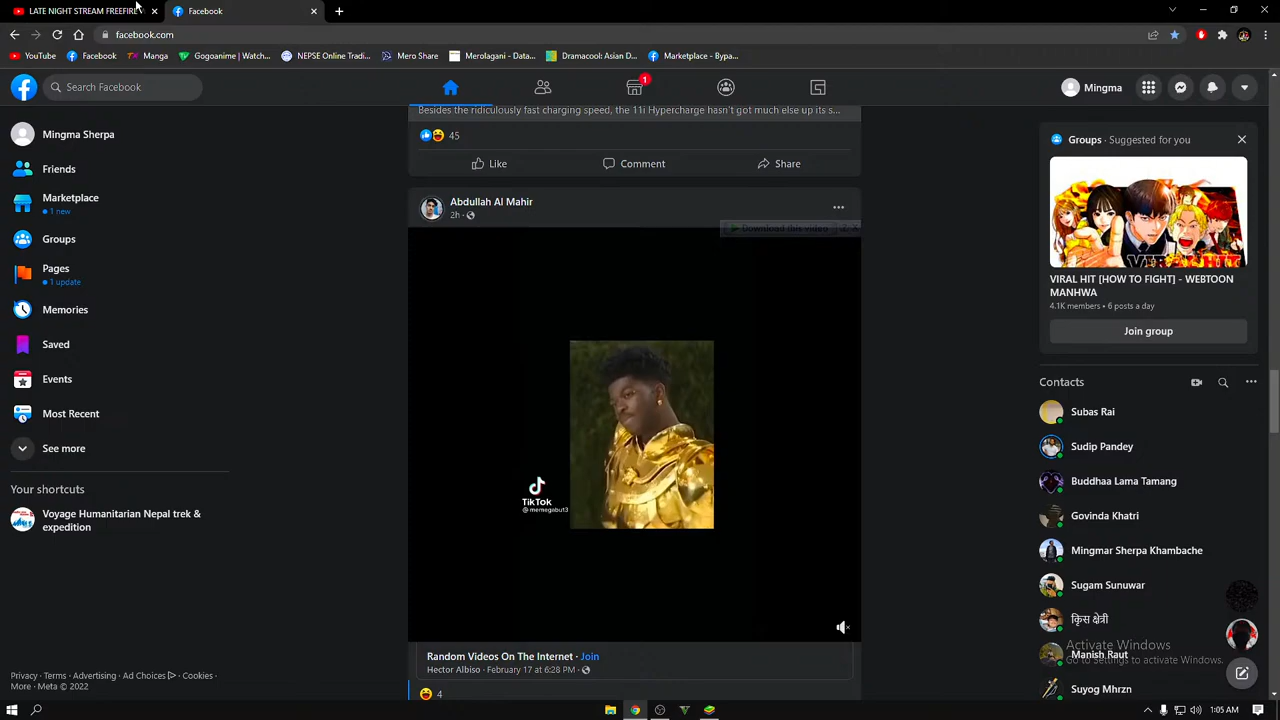 LATE NIGHT STREAM FREEFIRE
Facebook
facebook.com
YouTube
Facebook
Manga
Gogoanime | Watch...
NEPSE Online Tradi...
Mero Share
Merolagani - Data...
Dramacool: Asian D...
Marketplace - Bypa...
Search Facebook
1
Mingma
Mingma Sherpa
Friends
Marketplace
1 new
Groups
Pages
1 update
Memories
Saved
Events
Most Recent
See more
Your shortcuts
Voyage Humanitarian Nepal trek &
expedition
Privacy · Terms · Advertising · Ad Choices · Cookies ·
More · Meta © 2022
Besides the ridiculously fast charging speed, the 11i Hypercharge hasn't got much else up its s...
45
Like
Comment
Share
Abdullah Al Mahir
2h ·
Download this video
TikTok
@memegabut3
Random Videos On The Internet · Join
Hector Albiso · February 17 at 6:28 PM ·
4
Groups · Suggested for you
VIRAL HIT
VIRAL HIT [HOW TO FIGHT] - WEBTOON
MANHWA
4.1K members • 6 posts a day
Join group
Contacts
Subas Rai
Sudip Pandey
Buddhaa Lama Tamang
Govinda Khatri
Mingmar Sherpa Khambache
Sugam Sunuwar
क्रिस क्षेत्री
Manish Raut
Suyog Mhrzn
Activate Windows
Go to Settings to activate Windows.
1:05 AM